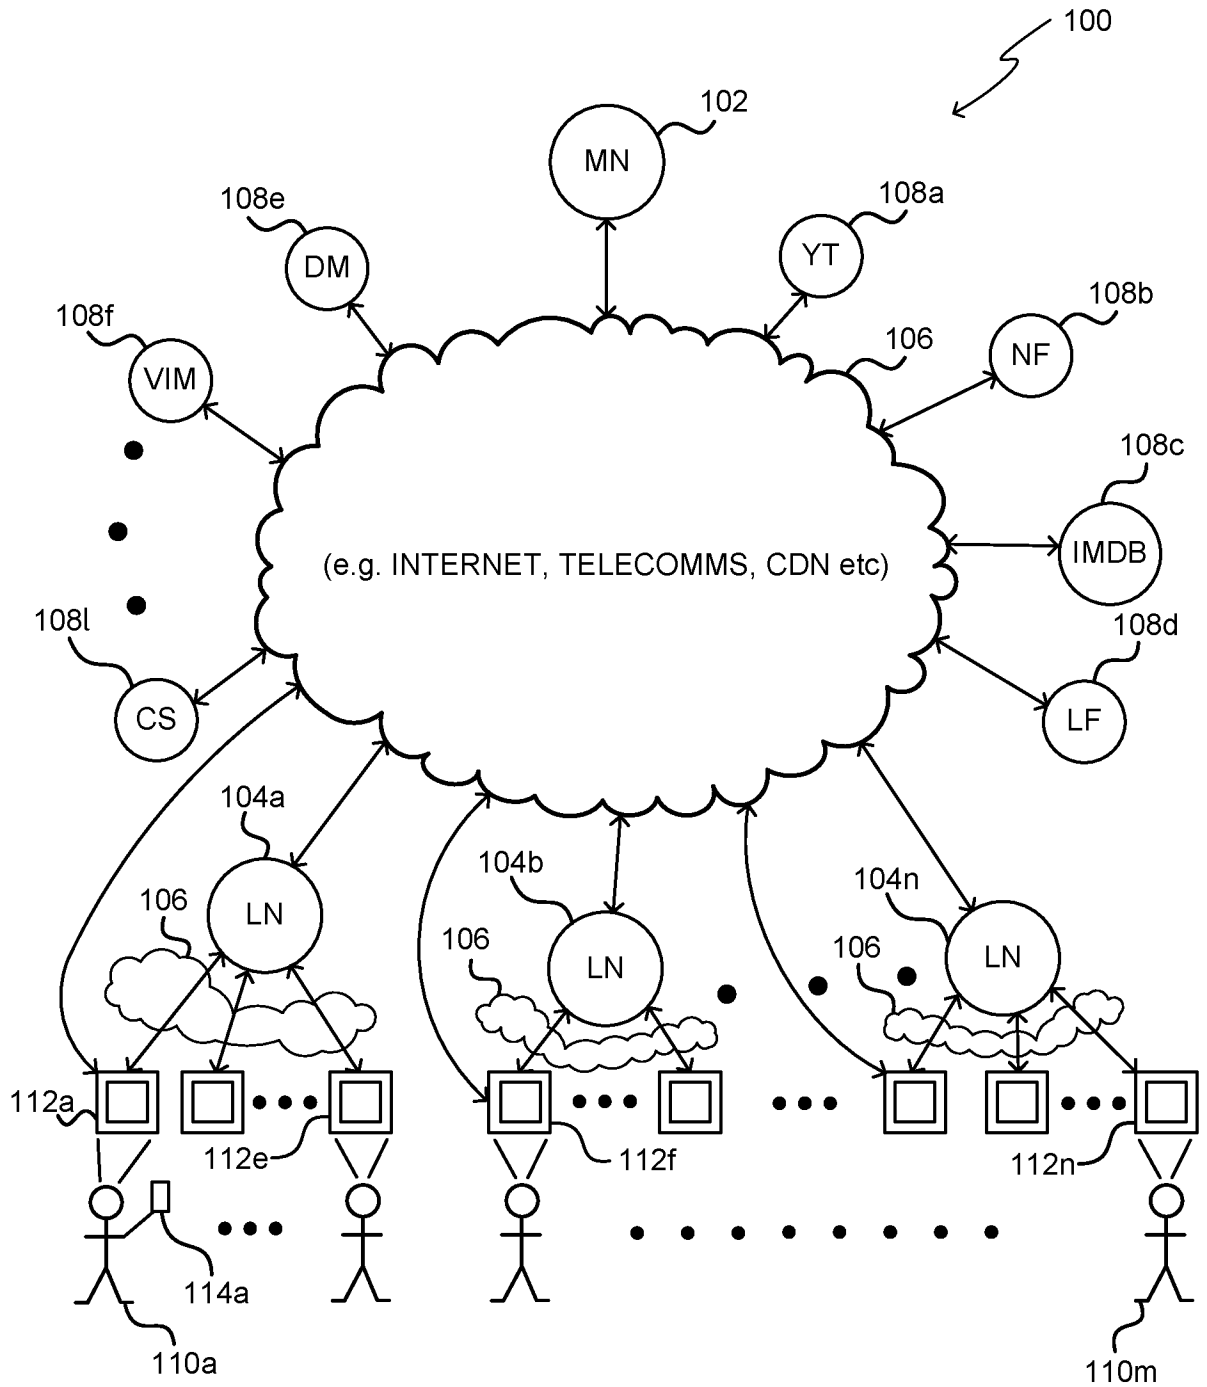 100
102
MN
108a
108e
YT
DM
108b
108f
106
NF
VIM
108c
(e.g. INTERNET, TELECOMMS, CDN etc)
IMDB
108l
108d
CS
LF
104a
104b
104n
106
LN
106
106
LN
LN
112a
112e
112f
112n
114a
110a
110m